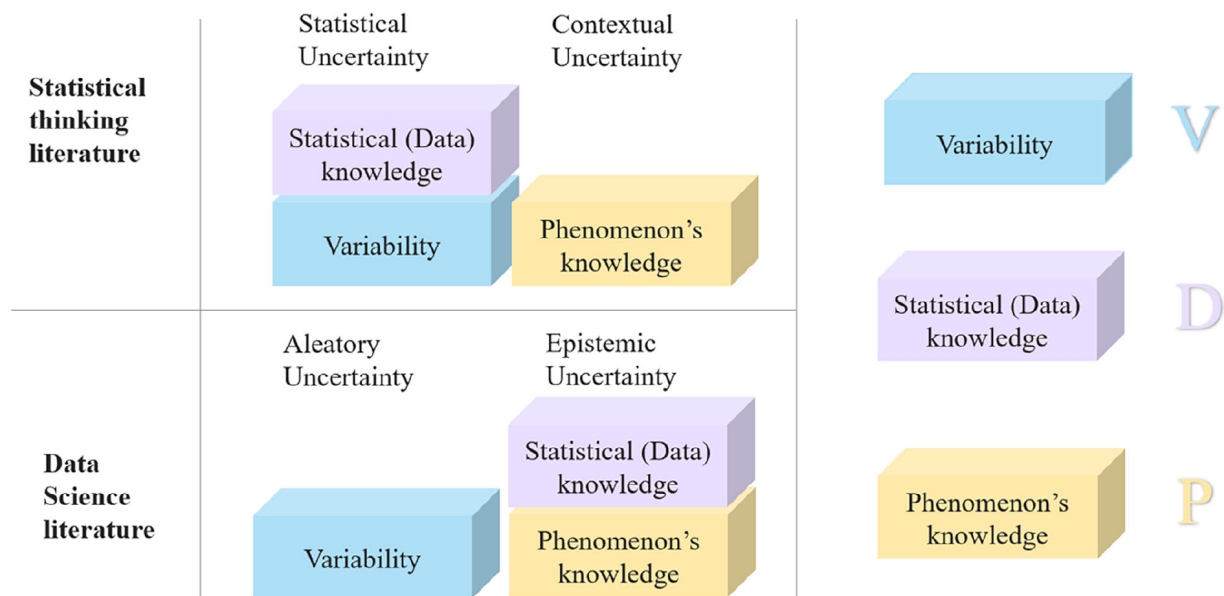 Statistical
Uncertainty
Contextual
Uncertainty
Statistical
thinking
literature
Statistical (Data)
knowledge
Variability
Phenomenon’s
knowledge
Aleatory
Uncertainty
Epistemic
Uncertainty
Data
Science
literature
Statistical (Data)
knowledge
Variability
Phenomenon’s
knowledge
Variability
V
Statistical (Data)
knowledge
D
Phenomenon’s
knowledge
P